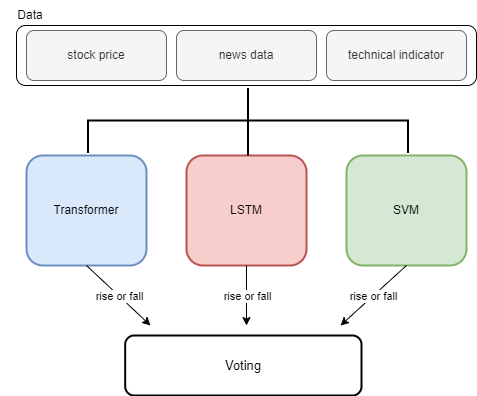 Data
stock price
news data
technical indicator
Transformer
LSTM
SVM
rise or fall
rise or fall
rise or fall
Voting